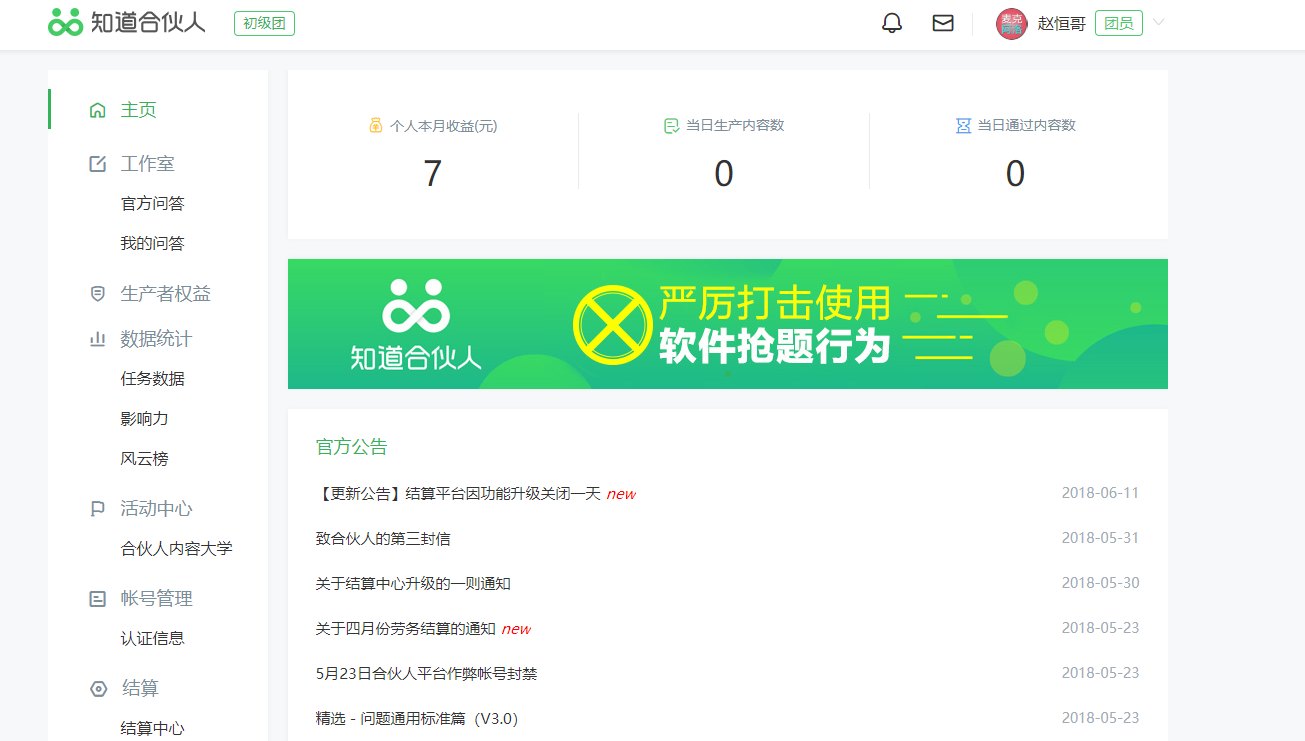 知道合伙人
初级团
麦克
阿瑟
赵恒哥
团员
主页
工作室
官方问答
我的问答
生产者权益
数据统计
任务数据
影响力
风云榜
活动中心
合伙人内容大学
帐号管理
认证信息
结算
结算中心
个人本月收益(元)
7
当日生产内容数
0
当日通过内容数
0
知道合伙人
严厉打击使用
软件抢题行为
官方公告
【更新公告】结算平台因功能升级关闭一天 new 2018-06-11
致合伙人的第三封信 2018-05-31
关于结算中心升级的一则通知 2018-05-30
关于四月份劳务结算的通知 new 2018-05-23
5月23日合伙人平台作弊帐号封禁 2018-05-23
精选 - 问题通用标准篇（V3.0） 2018-05-23